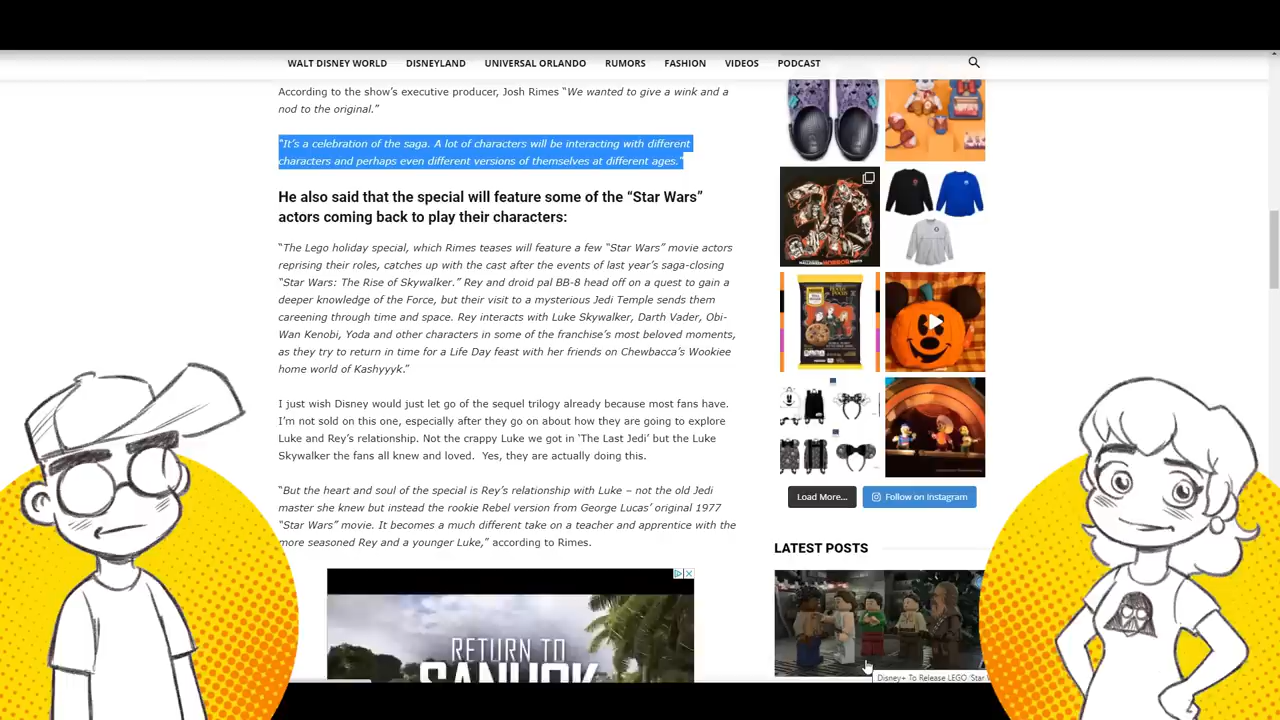 WALT DISNEY WORLD DISNEYLAND UNIVERSAL ORLANDO RUMORS FASHION VIDEOS PODCAST
According to the show's executive producer, Josh Rimes “We wanted to give a wink and a
nod to the original.”
“It's a celebration of the saga. A lot of characters will be interacting with different
characters and perhaps even different versions of themselves at different ages.”
He also said that the special will feature some of the “Star Wars”
actors coming back to play their characters:
“The Lego holiday special, which Rimes teases will feature a few “Star Wars” movie actors
reprising their roles, catches up with the cast after the events of last year's saga-closing
“Star Wars: The Rise of Skywalker.” Rey and droid pal BB-8 head off on a quest to gain a
deeper knowledge of the Force, but their visit to a mysterious Jedi Temple sends them
careening through time and space. Rey interacts with Luke Skywalker, Darth Vader, Obi-
Wan Kenobi, Yoda and other characters in some of the franchise's most beloved moments,
as they try to return in time for a Life Day feast with her friends on Chewbacca's Wookiee
home world of Kashyyyk.”
I just wish Disney would just let go of the sequel trilogy already because most fans have.
I'm not sold on this one, especially after they go on about how they are going to explore
Luke and Rey's relationship. Not the crappy Luke we got in 'The Last Jedi' but the Luke
Skywalker the fans all knew and loved. Yes, they are actually doing this.
“But the heart and soul of the special is Rey's relationship with Luke – not the old Jedi
master she knew but instead the rookie Rebel version from George Lucas' original 1977
“Star Wars” movie. It becomes a much different take on a teacher and apprentice with the
more seasoned Rey and a younger Luke,” according to Rimes.
RETURN TO
SANUOK
Load More...
Follow on Instagram
LATEST POSTS
Disney+ To Release LEGO 'Star W